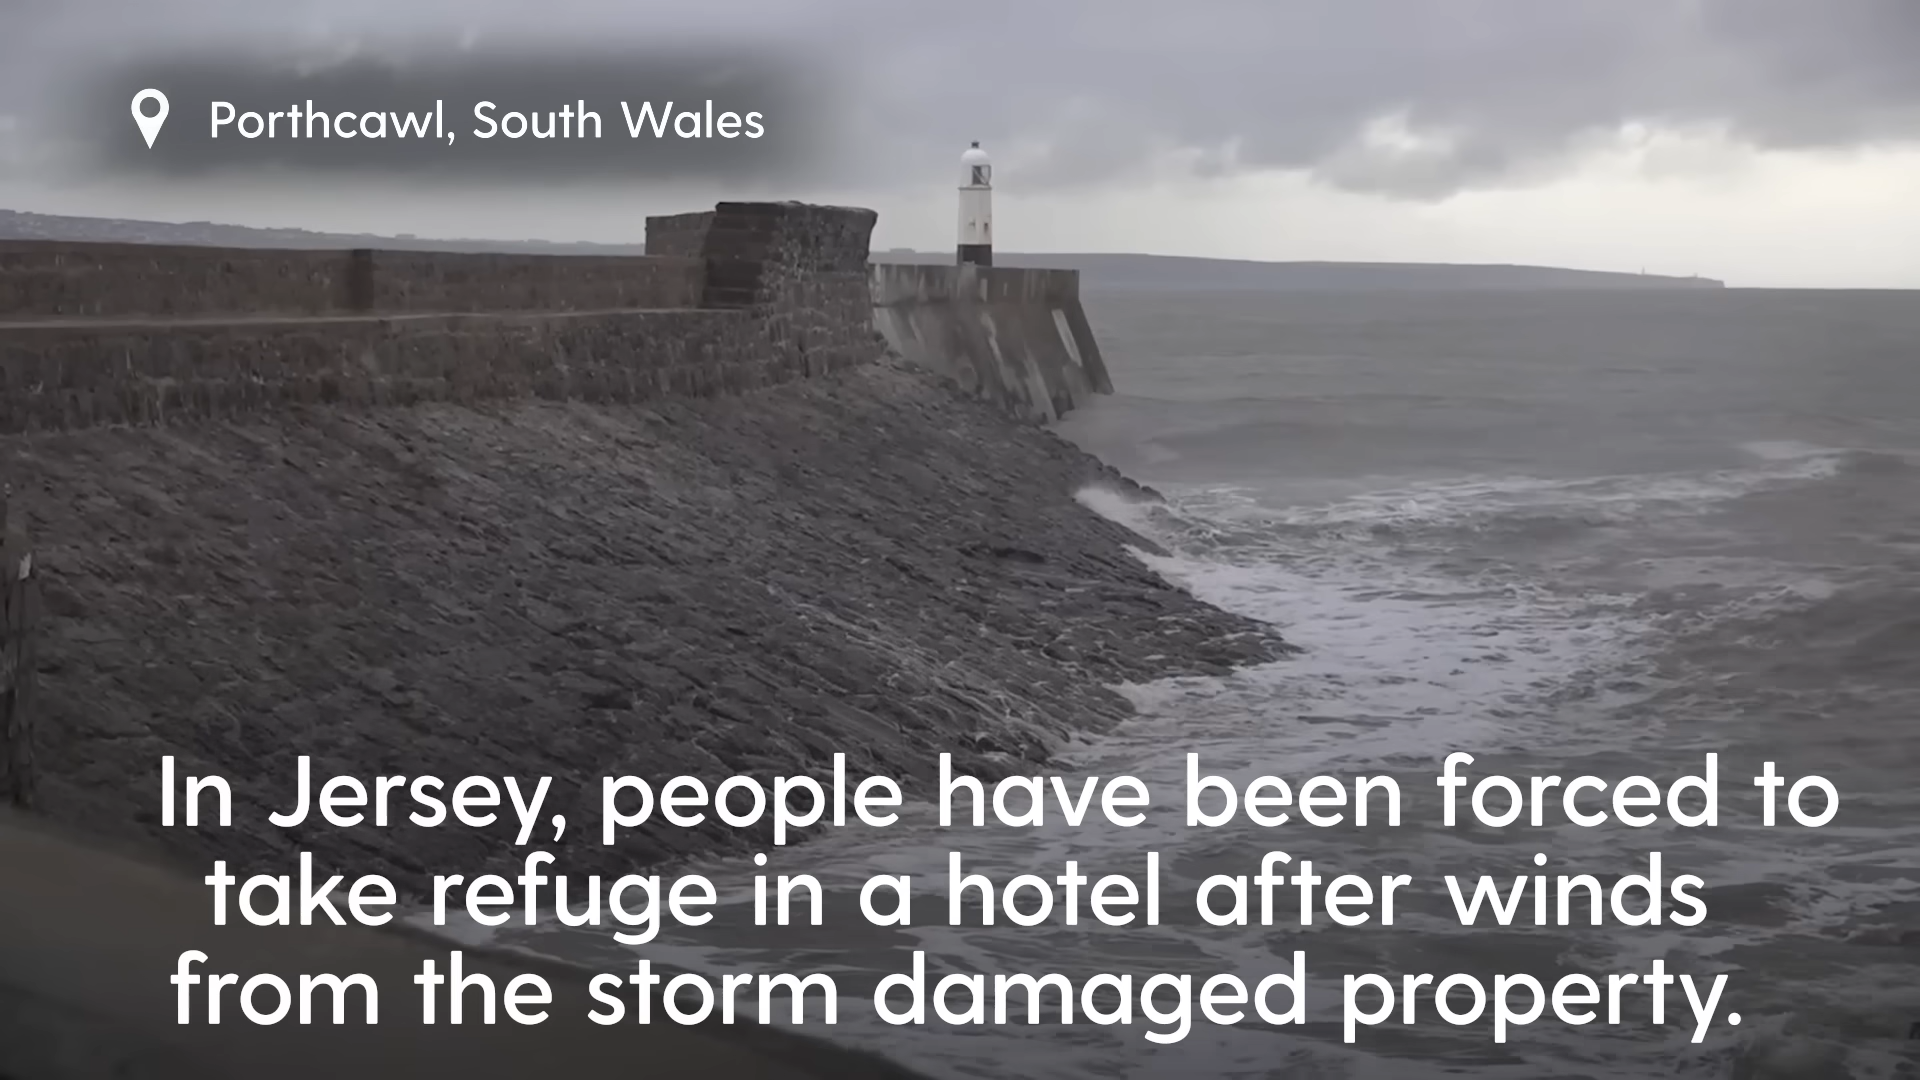 Porthcawl, South Wales
In Jersey, people have been forced to
take refuge in a hotel after winds
from the storm damaged property.